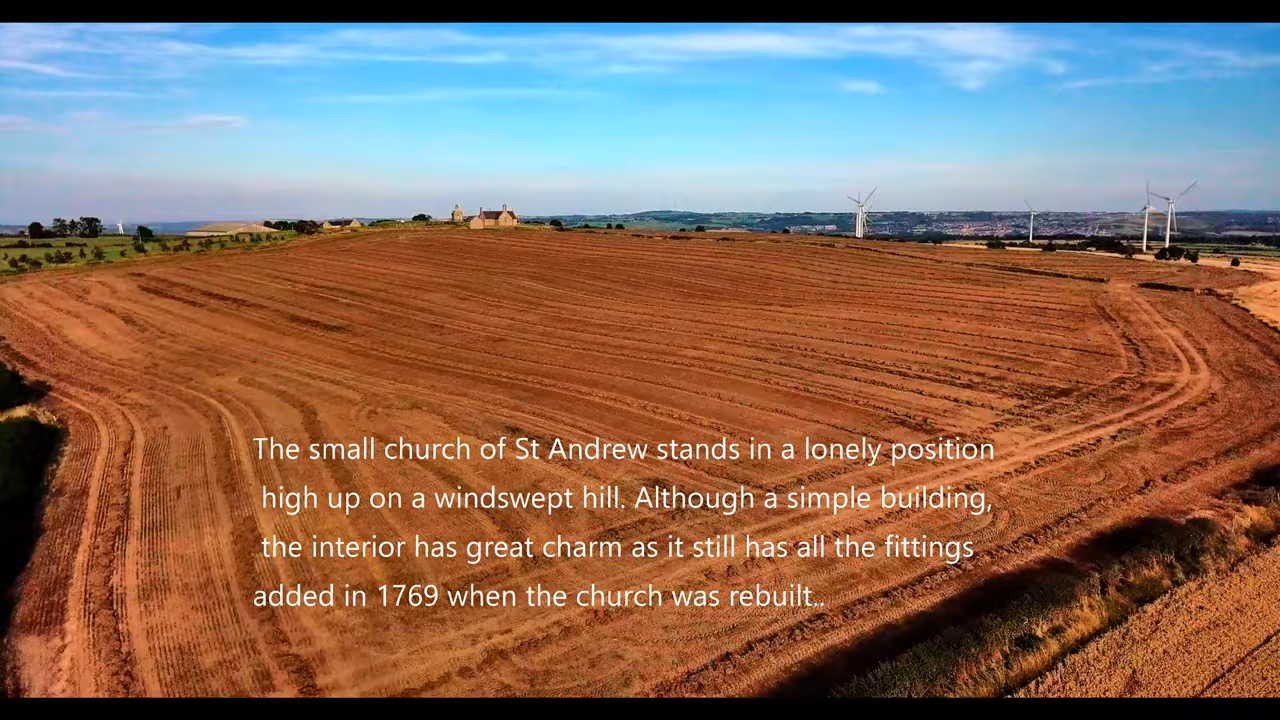 The small church of St Andrew stands in a lonely position
high up on a windswept hill. Although a simple building,
the interior has great charm as it still has all the fittings
added in 1769 when the church was rebuilt..